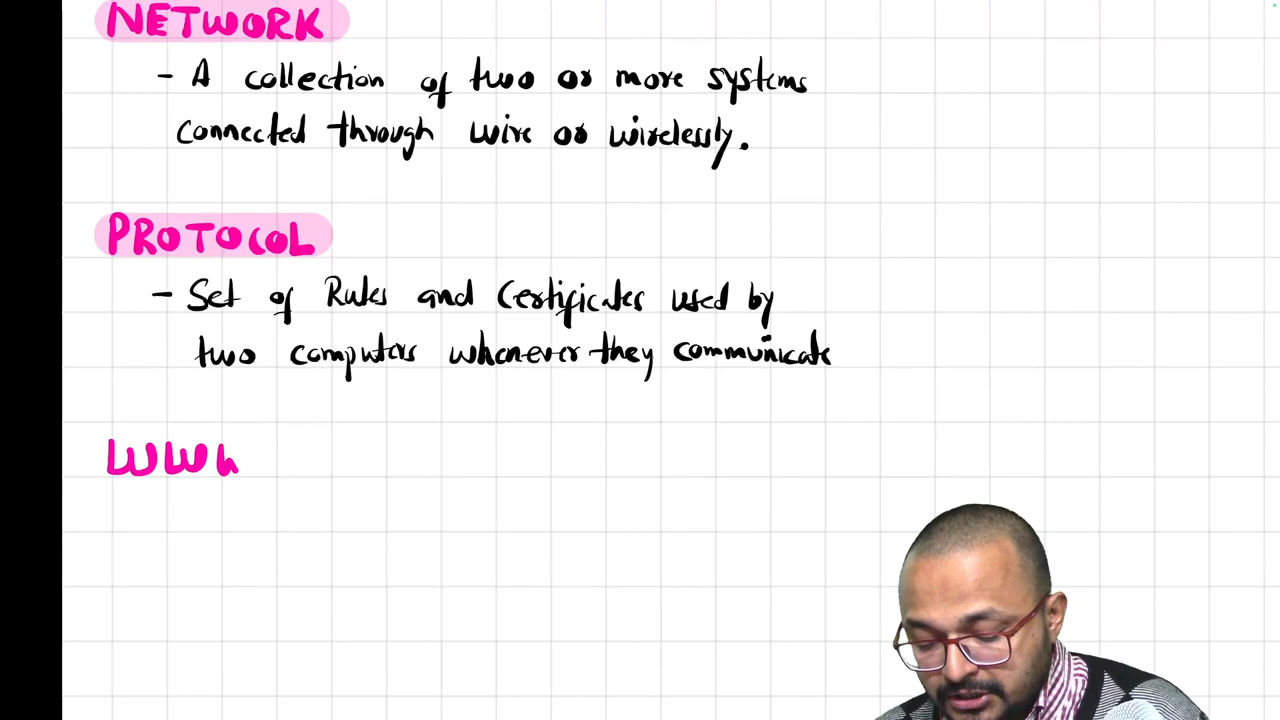 NETWORK
- A collection of two or more systems
connected through wire or wirelessly.
PROTOCOL
- Set of Rules and Certificates used by
two computers whenever they communicate
WW